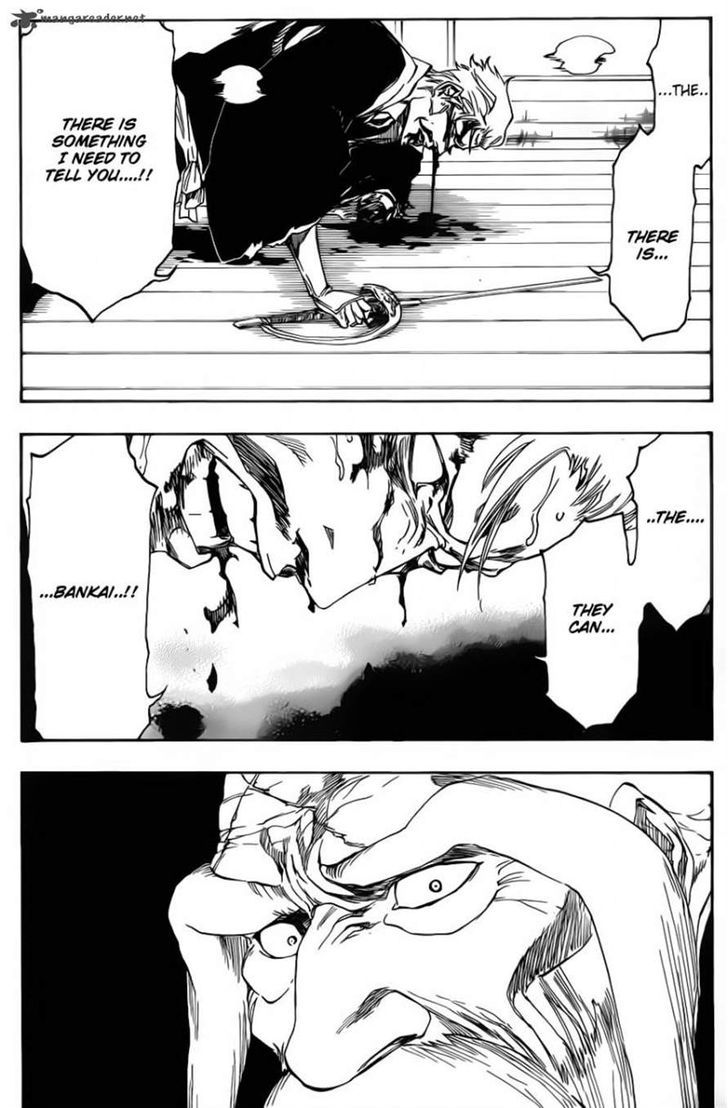 mangareader.net
...THE..
THERE
IS...
THERE IS
SOMETHING
I NEED TO
TELL YOU....!!
..THE....
THEY
CAN...
...BANKAI..!!